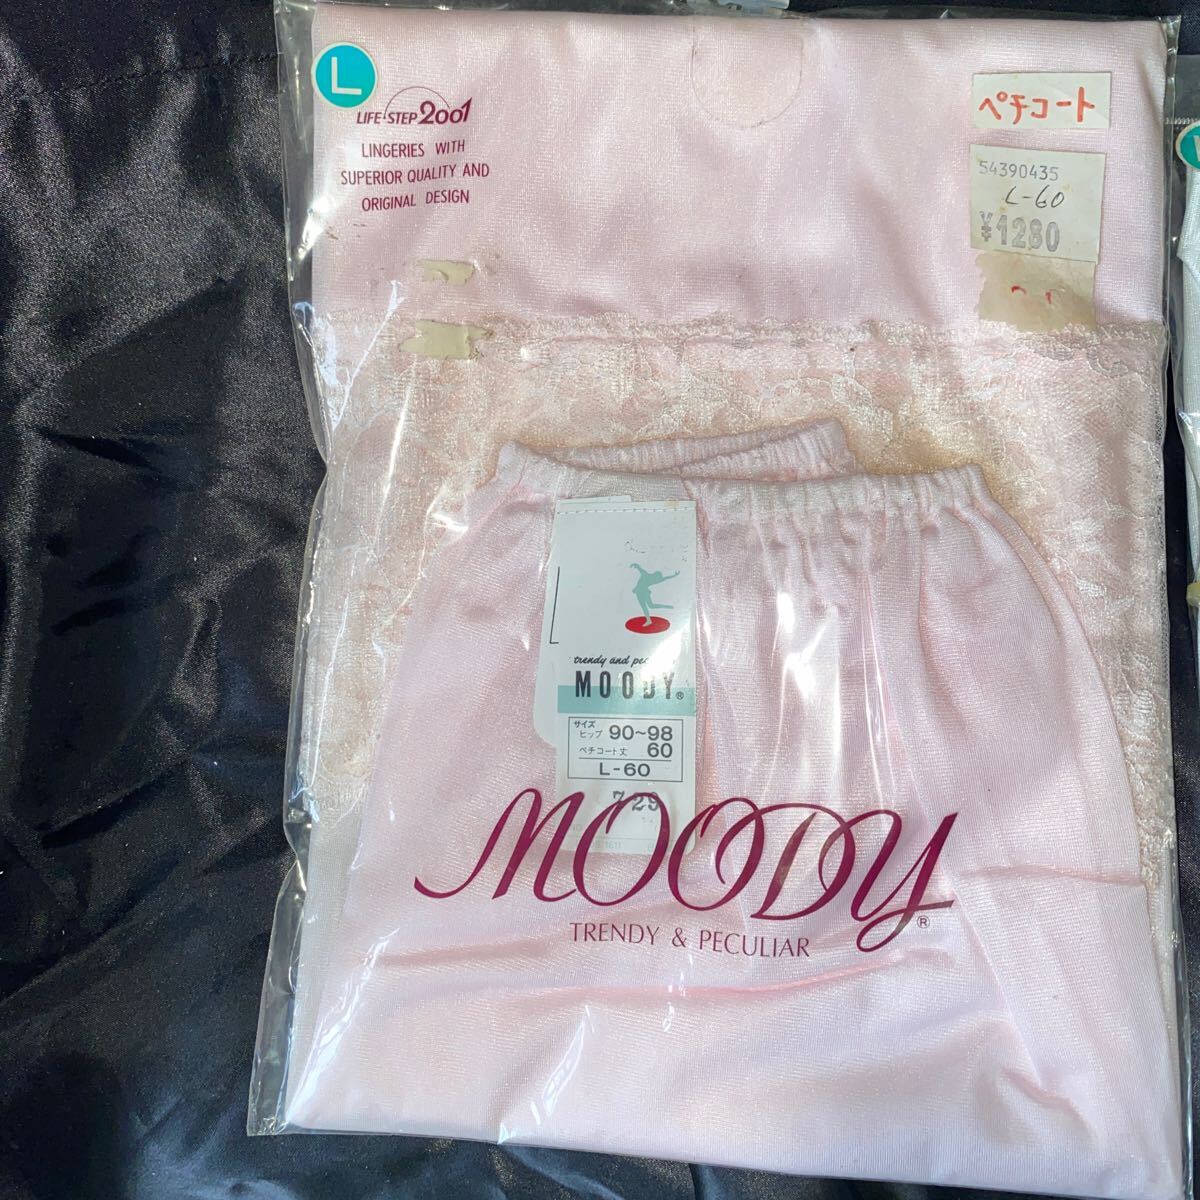 L
LIFE-STEP 2001
LINGERIES WITH
SUPERIOR QUALITY AND
ORIGINAL DESIGN
ペチコート
54390435
L-60
¥1280
trendy and
MOODY®
サイズ
ヒップ 90~98
ペチコート丈 60
L-60
729
MOODY®
TRENDY & PECULIAR